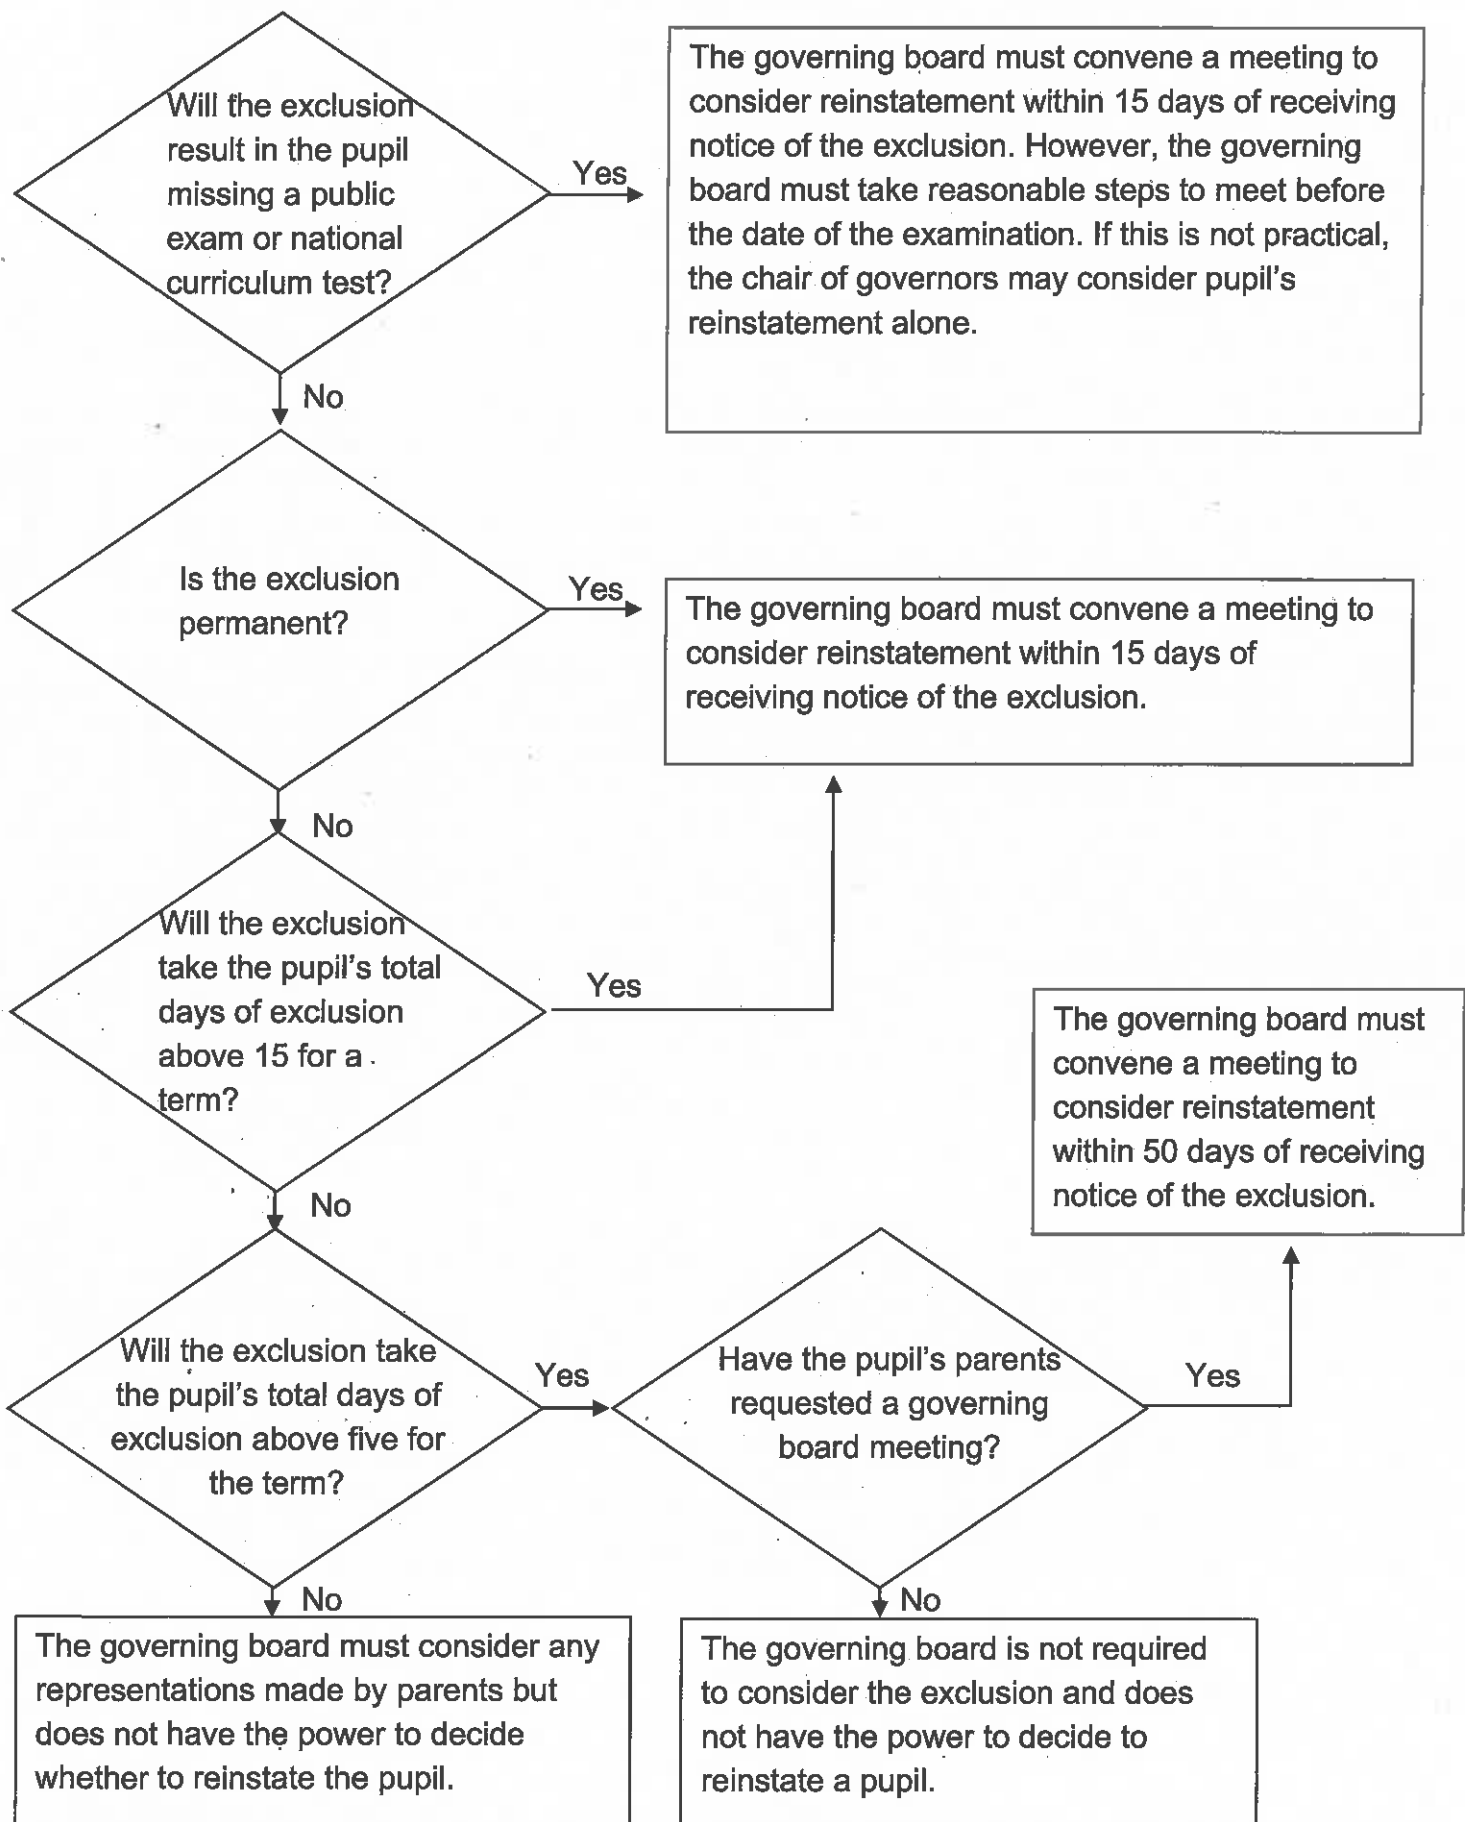 Will the exclusion
result in the pupil
missing a public
exam or national
curriculum test?
Yes
The governing board must convene a meeting to
consider reinstatement within 15 days of receiving
notice of the exclusion. However, the governing
board must take reasonable steps to meet before
the date of the examination. If this is not practical,
the chair of governors may consider pupil's
reinstatement alone.
No
Is the exclusion
permanent?
Yes
The governing board must convene a meeting to
consider reinstatement within 15 days of
receiving notice of the exclusion.
No
Will the exclusion
take the pupil's total
days of exclusion
above 15 for a
term?
Yes
The governing board must
convene a meeting to
consider reinstatement
within 50 days of receiving
notice of the exclusion.
No
Will the exclusion take
the pupil's total days of
exclusion above five for
the term?
Yes
Have the pupil's parents
requested a governing
board meeting?
Yes
No
The governing board must consider any
representations made by parents but
does not have the power to decide
whether to reinstate the pupil.
No
The governing board is not required
to consider the exclusion and does
not have the power to decide to
reinstate a pupil.